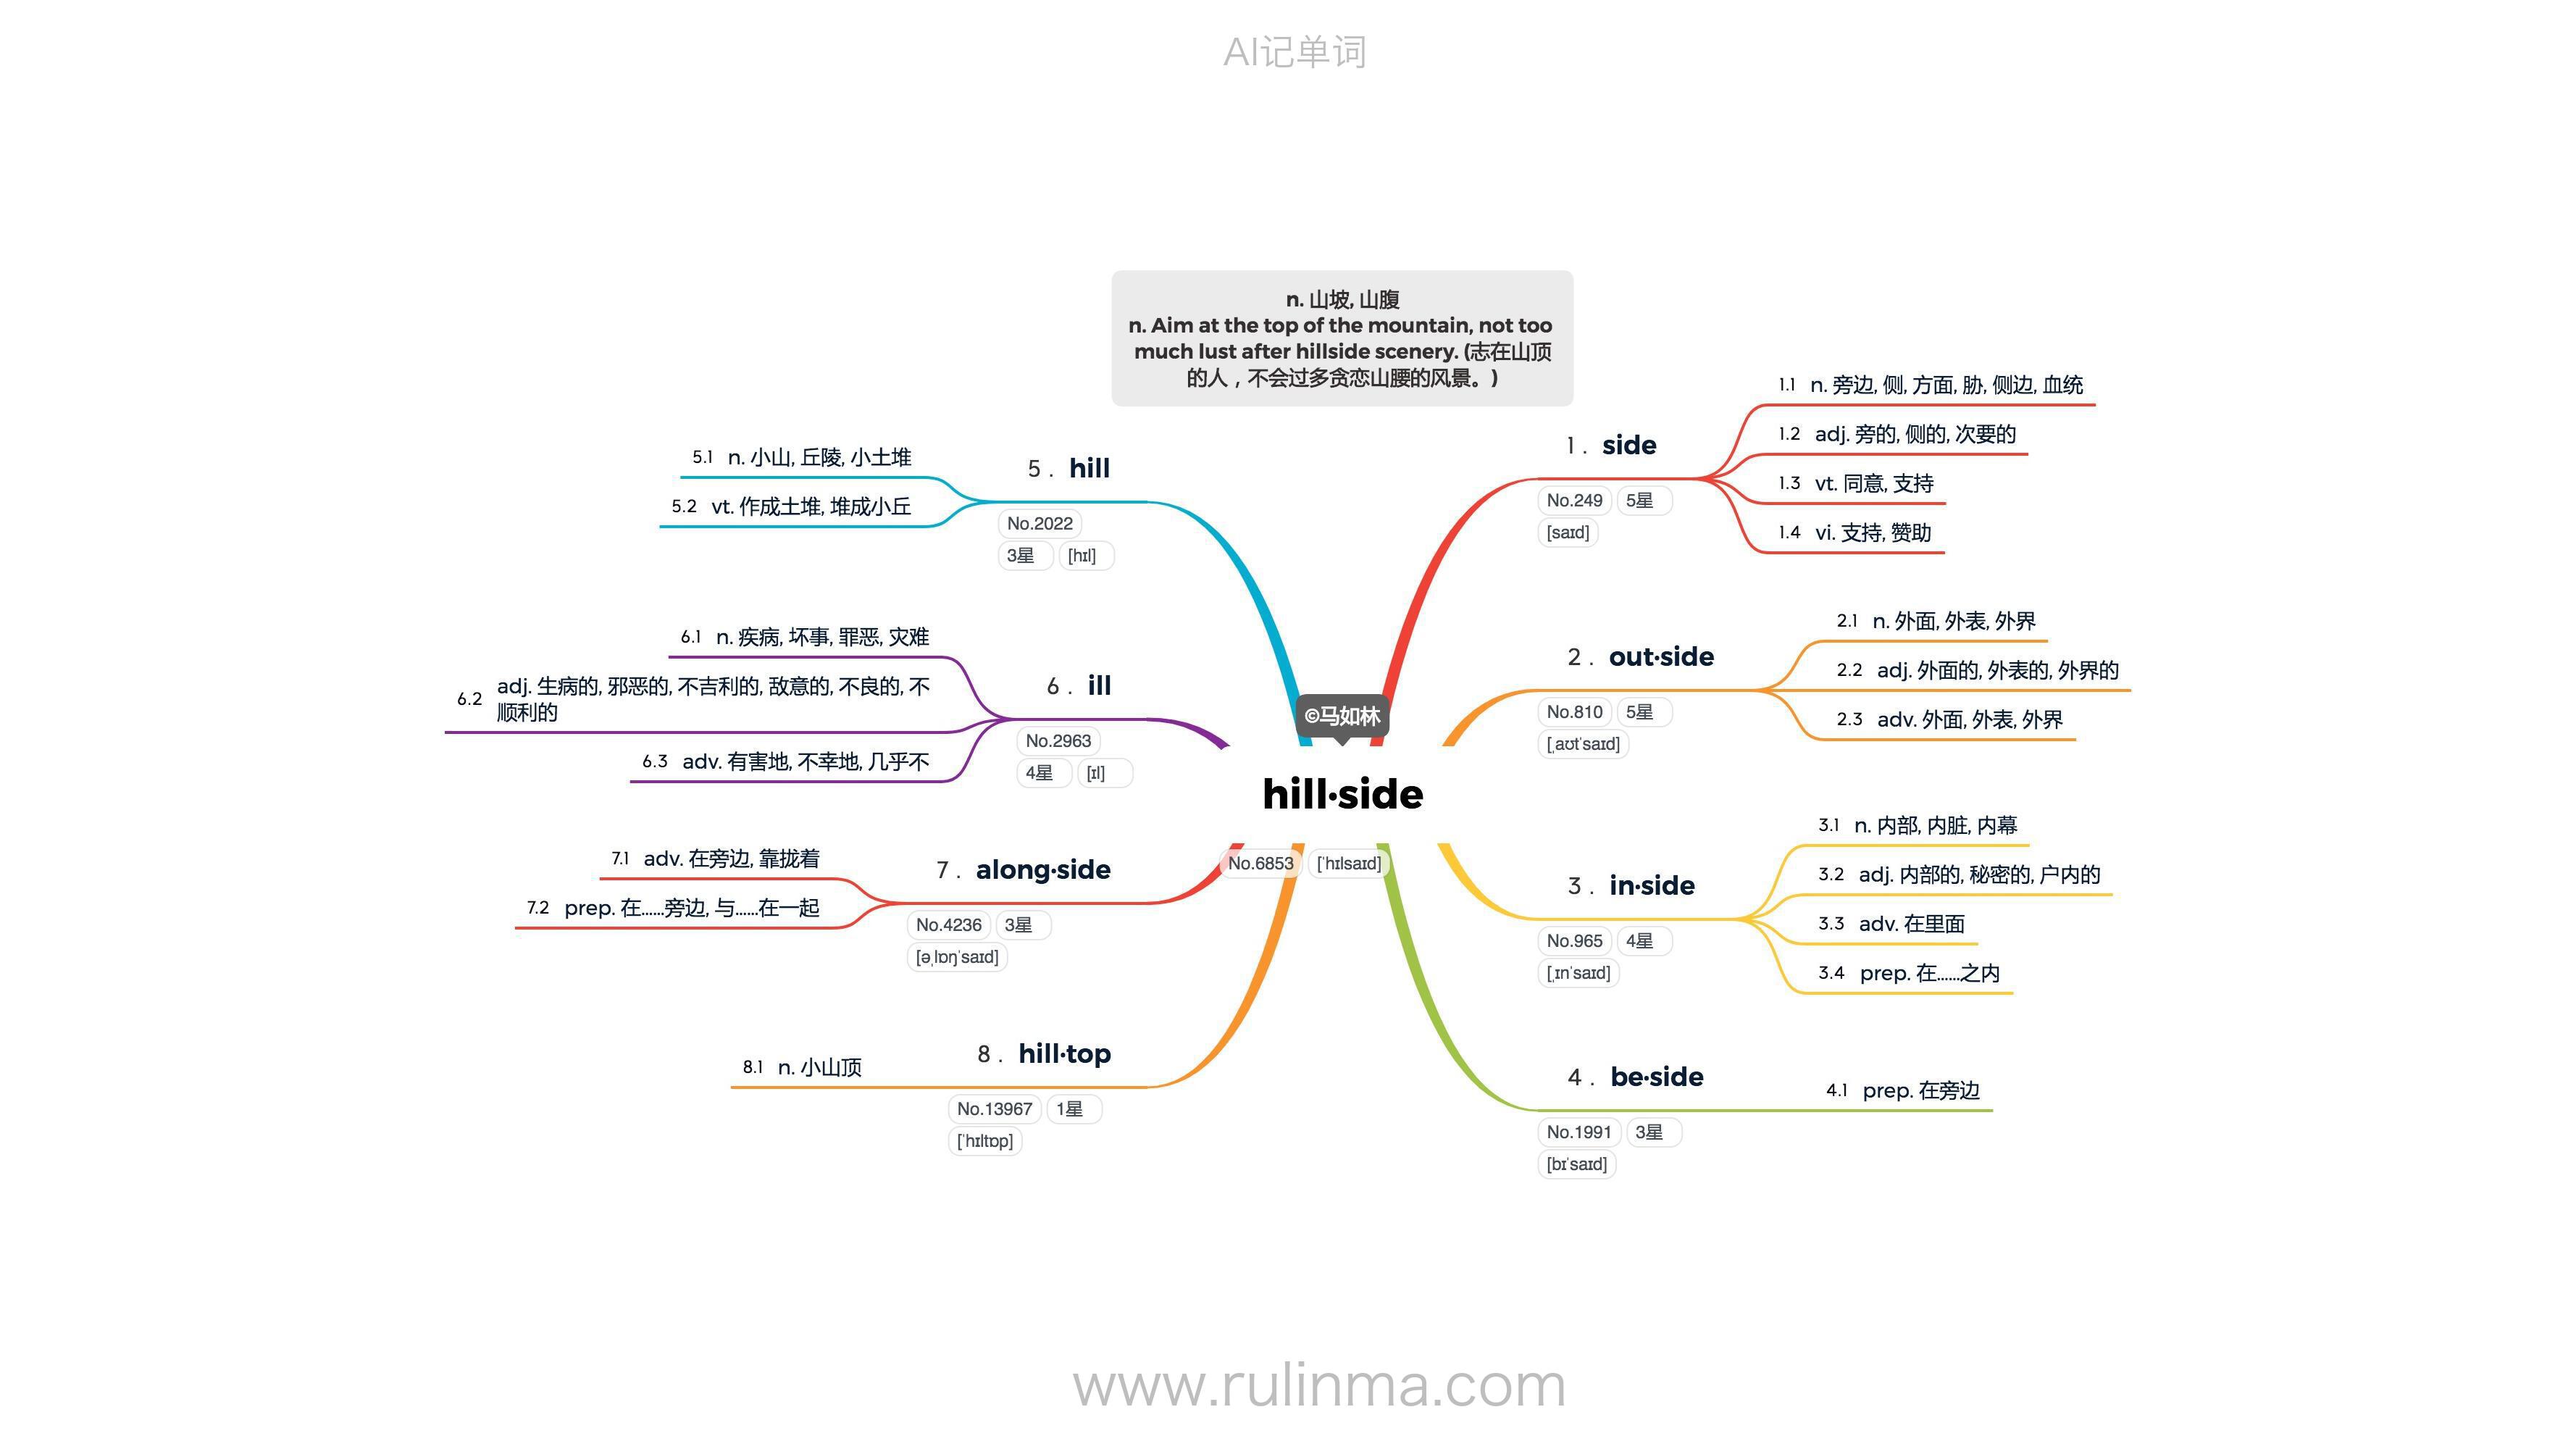 AI记单词
n. 山坡, 山腹
n. Aim at the top of the mountain, not too
much lust after hillside scenery. (志在山顶
的人，不会过多贪恋山腰的风景。)
©马如林
hill·side
No.6853 [ˈhɪlsaɪd]
1. side
No.249 5星
[saɪd]
1.1 n. 旁边, 侧, 方面, 胁, 侧边, 血统
1.2 adj. 旁的, 侧的, 次要的
1.3 vt. 同意, 支持
1.4 vi. 支持, 赞助
2. out·side
No.810 5星
[ˌaʊtˈsaɪd]
2.1 n. 外面, 外表, 外界
2.2 adj. 外面的, 外表的, 外界的
2.3 adv. 外面, 外表, 外界
3. in·side
No.965 4星
[ˌɪnˈsaɪd]
3.1 n. 内部, 内脏, 内幕
3.2 adj. 内部的, 秘密的, 户内的
3.3 adv. 在里面
3.4 prep. 在……之内
4. be·side
No.1991 3星
[bɪˈsaɪd]
4.1 prep. 在旁边
5. hill
No.2022
3星 [hɪl]
5.1 n. 小山, 丘陵, 小土堆
5.2 vt. 作成土堆, 堆成小丘
6. ill
No.2963
4星 [ɪl]
6.1 n. 疾病, 坏事, 罪恶, 灾难
6.2 adj. 生病的, 邪恶的, 不吉利的, 敌意的, 不良的, 不
顺利的
6.3 adv. 有害地, 不幸地, 几乎不
7. along·side
No.4236 3星
[əˌlɒŋˈsaɪd]
7.1 adv. 在旁边, 靠拢着
7.2 prep. 在……旁边, 与……在一起
8. hill·top
No.13967 1星
[ˈhɪltɒp]
8.1 n. 小山顶
www.rulinma.com